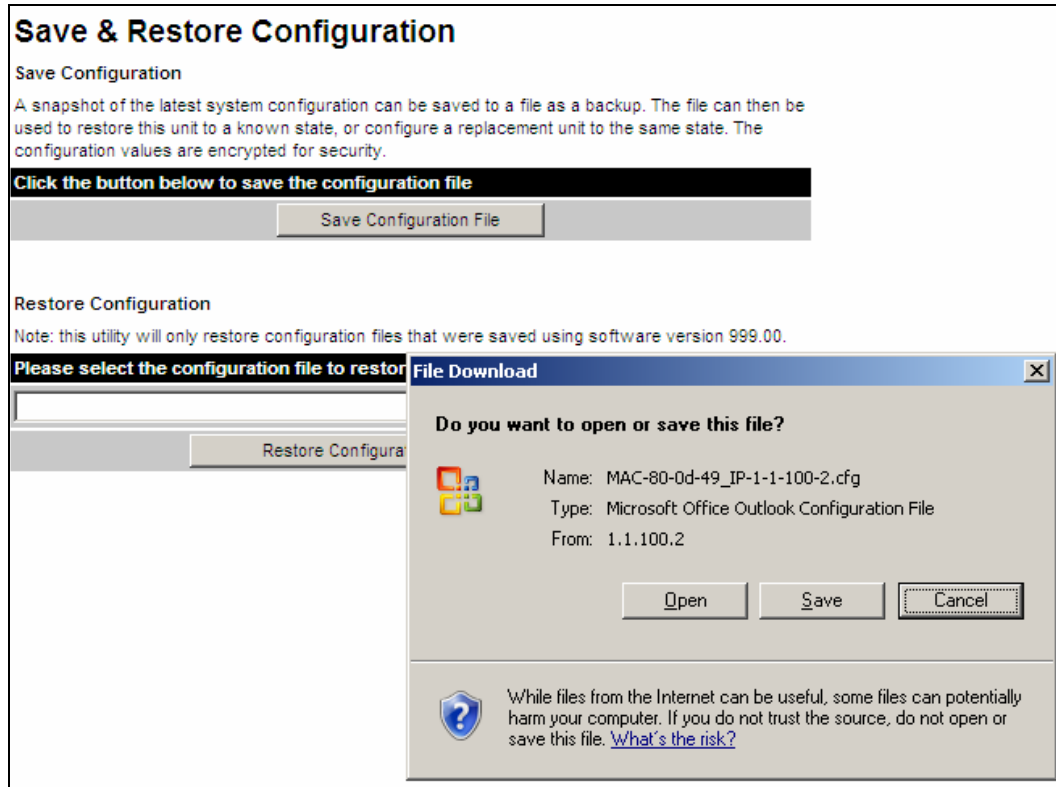 Save & Restore Configuration
Save Configuration
A snapshot of the latest system configuration can be saved to a file as a backup. The file can then be
used to restore this unit to a known state, or configure a replacement unit to the same state. The
configuration values are encrypted for security.
Click the button below to save the configuration file
Save Configuration File
Restore Configuration
Note: this utility will only restore configuration files that were saved using software version 999.00.
Please select the configuration file to restor
Restore Configura
File Download
Do you want to open or save this file?
Name: MAC-80-0d-49_IP-1-1-100-2.cfg
Type: Microsoft Office Outlook Configuration File
From: 1.1.100.2
Open Save Cancel
While files from the Internet can be useful, some files can potentially
harm your computer. If you do not trust the source, do not open or
save this file. What's the risk?